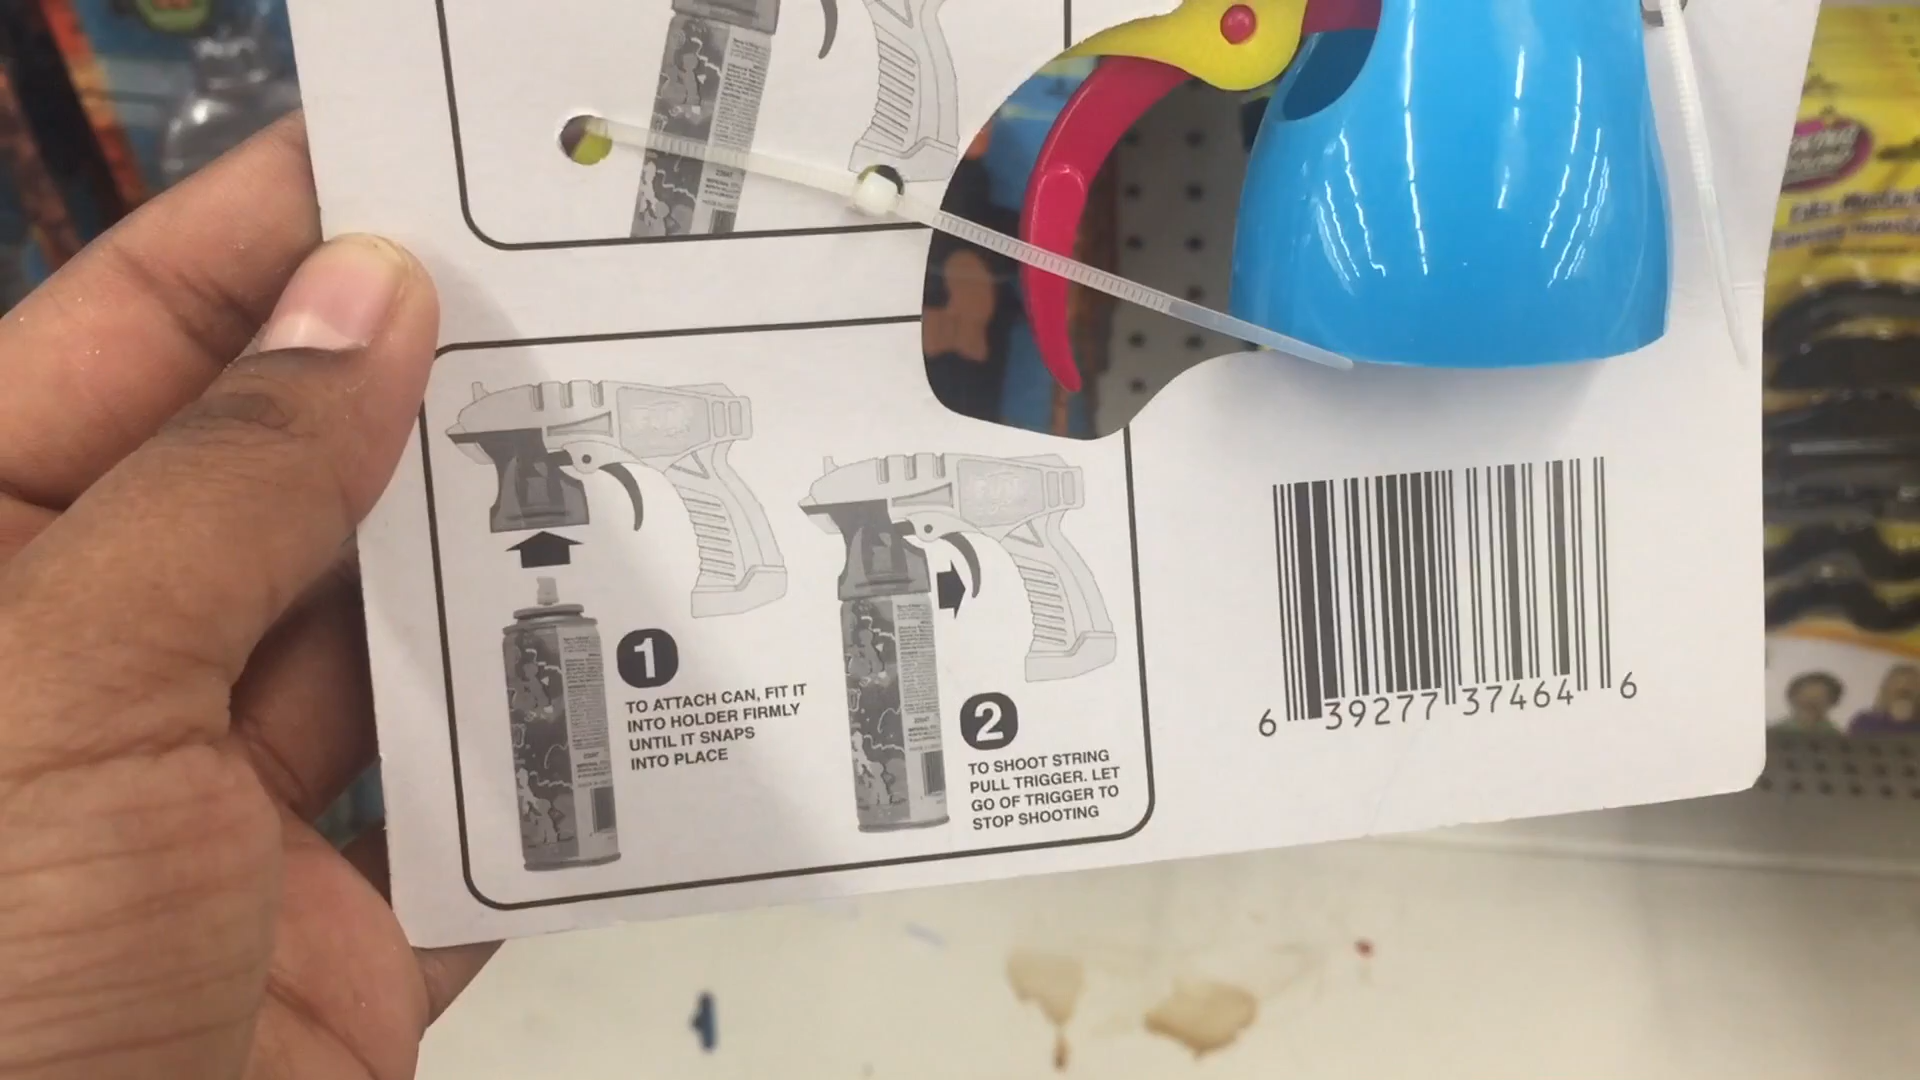 1
TO ATTACH CAN, FIT IT
INTO HOLDER FIRMLY
UNTIL IT SNAPS
INTO PLACE
2
TO SHOOT STRING
PULL TRIGGER. LET
GO OF TRIGGER TO
STOP SHOOTING
6 39277 37464 6